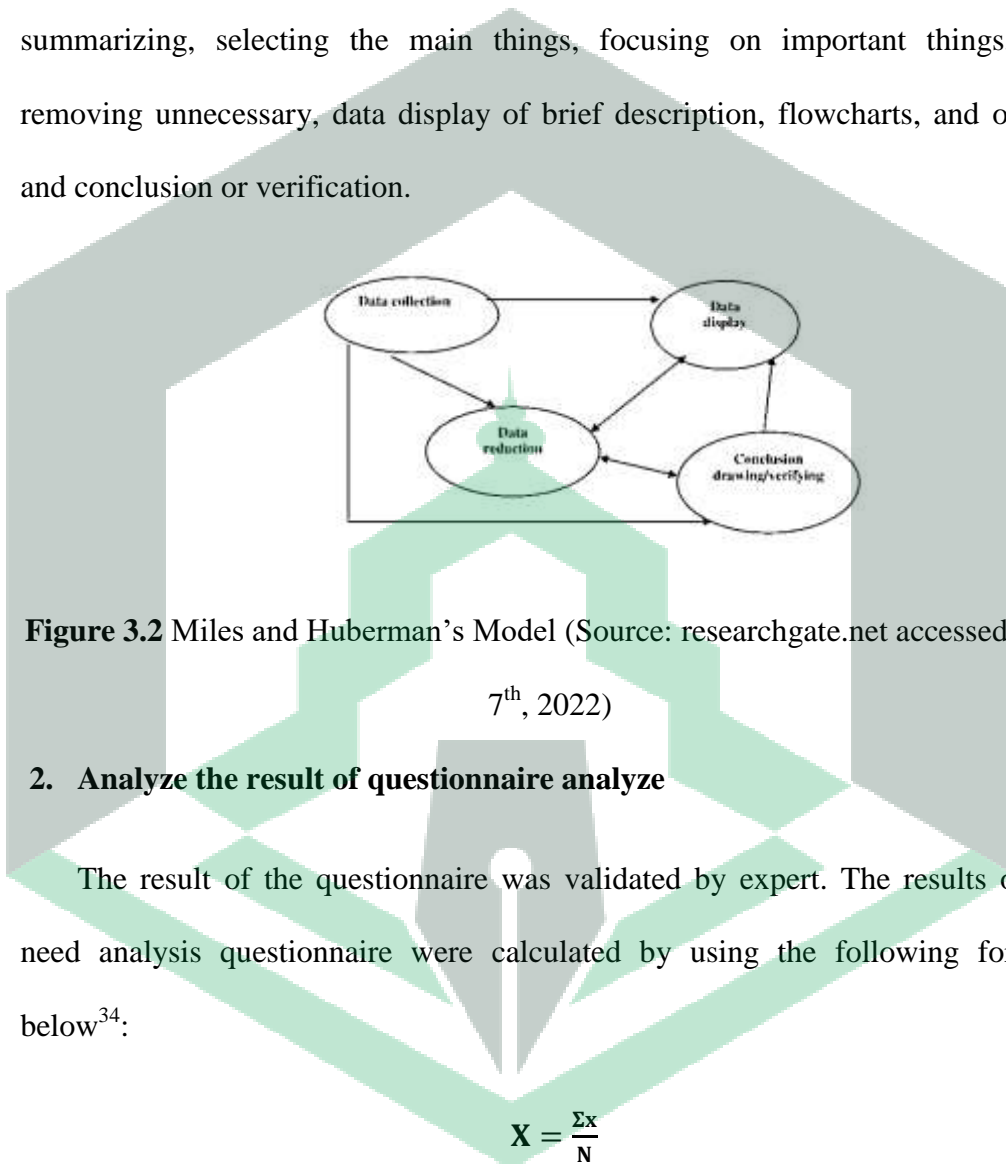 summarizing, selecting the main things, focusing on important things
removing unnecessary, data display of brief description, flowcharts, and o
and conclusion or verification.
Data collection
Data
display
Data
reduction
Conclusion
drawing/verifying
Figure 3.2 Miles and Huberman’s Model (Source: researchgate.net accessed
7th, 2022)
2. Analyze the result of questionnaire analyze
The result of the questionnaire was validated by expert. The results o
need analysis questionnaire were calculated by using the following for
below34:
X = Σx/N